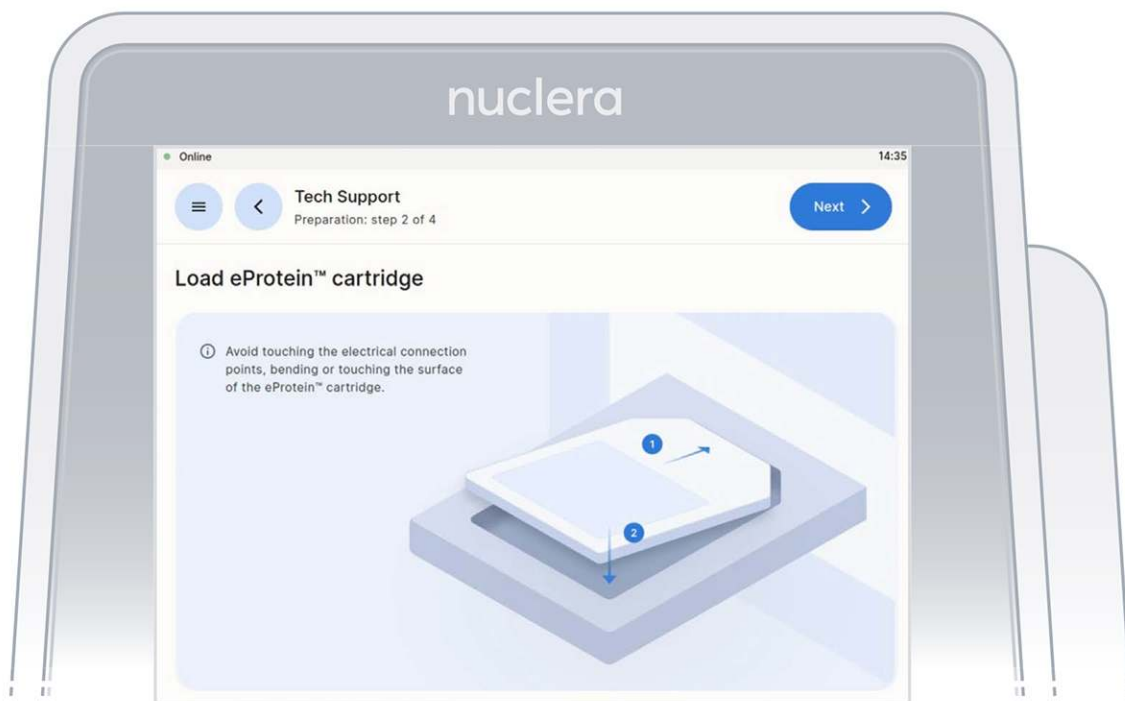 nuclera
Online
14:35
Tech Support
Preparation: step 2 of 4
Next
Load eProtein™ cartridge
Avoid touching the electrical connection
points, bending or touching the surface
of the eProtein™ cartridge.
1
2